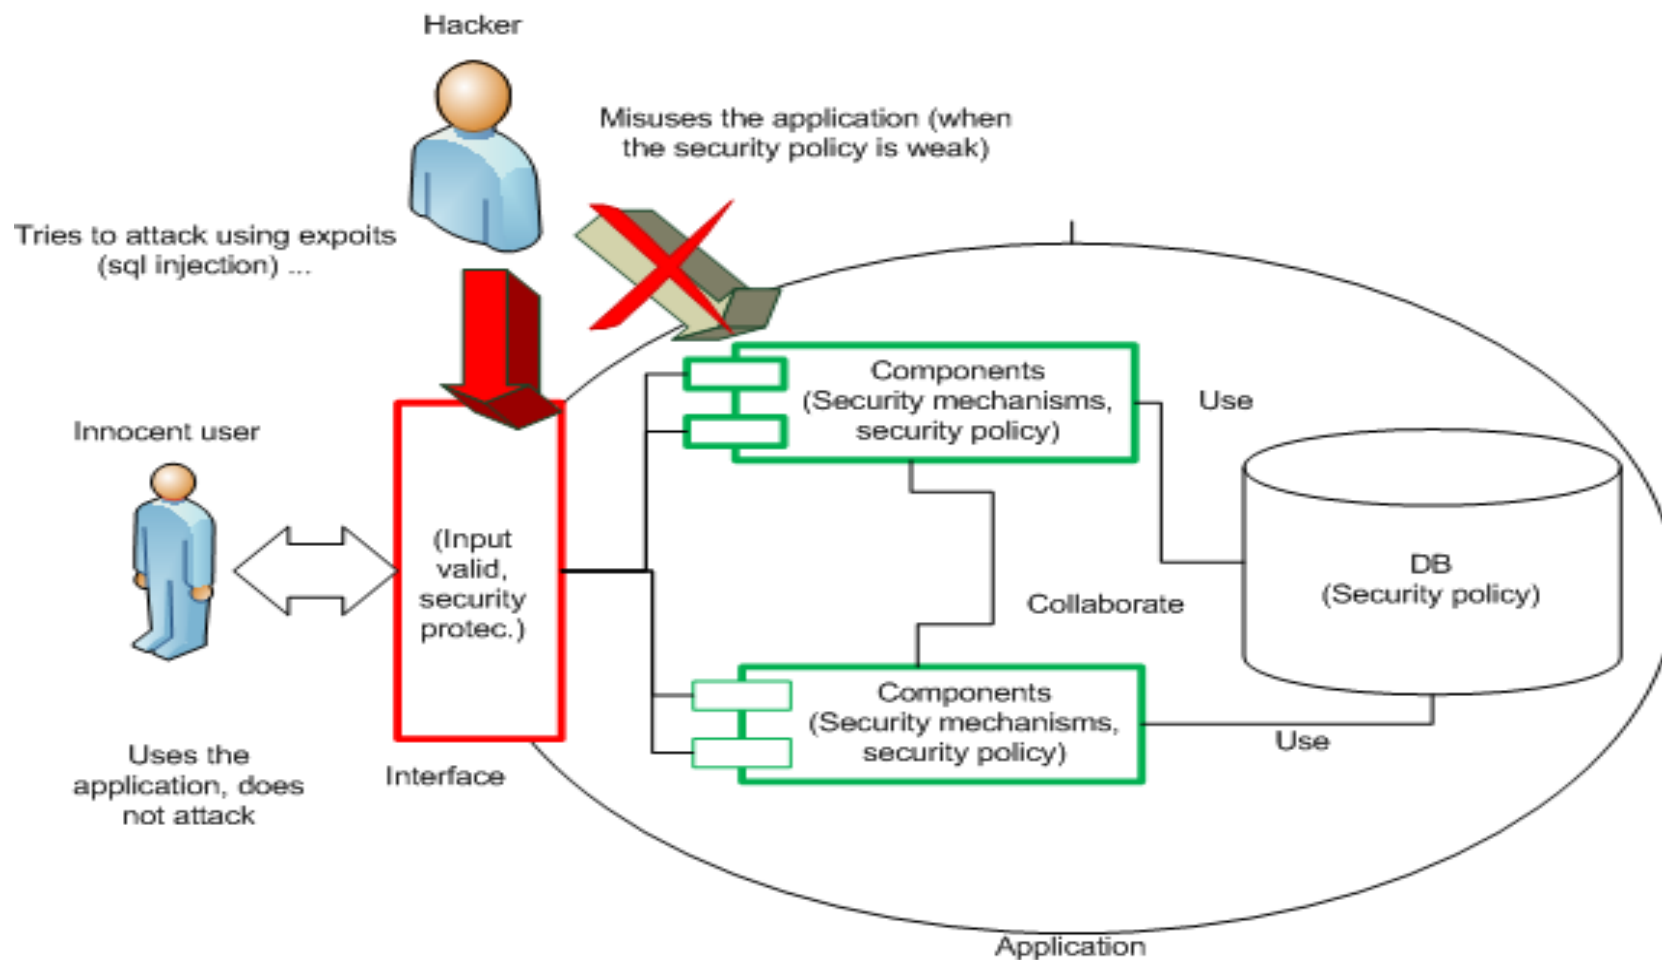 Hacker
Misuses the application (when
the security policy is weak)
Tries to attack using expoits
(sql injection) ...
Innocent user
Components
(Security mechanisms,
security policy)
Use
(Input
valid,
security
protec.)
DB
(Security policy)
Collaborate
Components
(Security mechanisms,
security policy)
Use
Uses the
application, does
not attack
Interface
Application